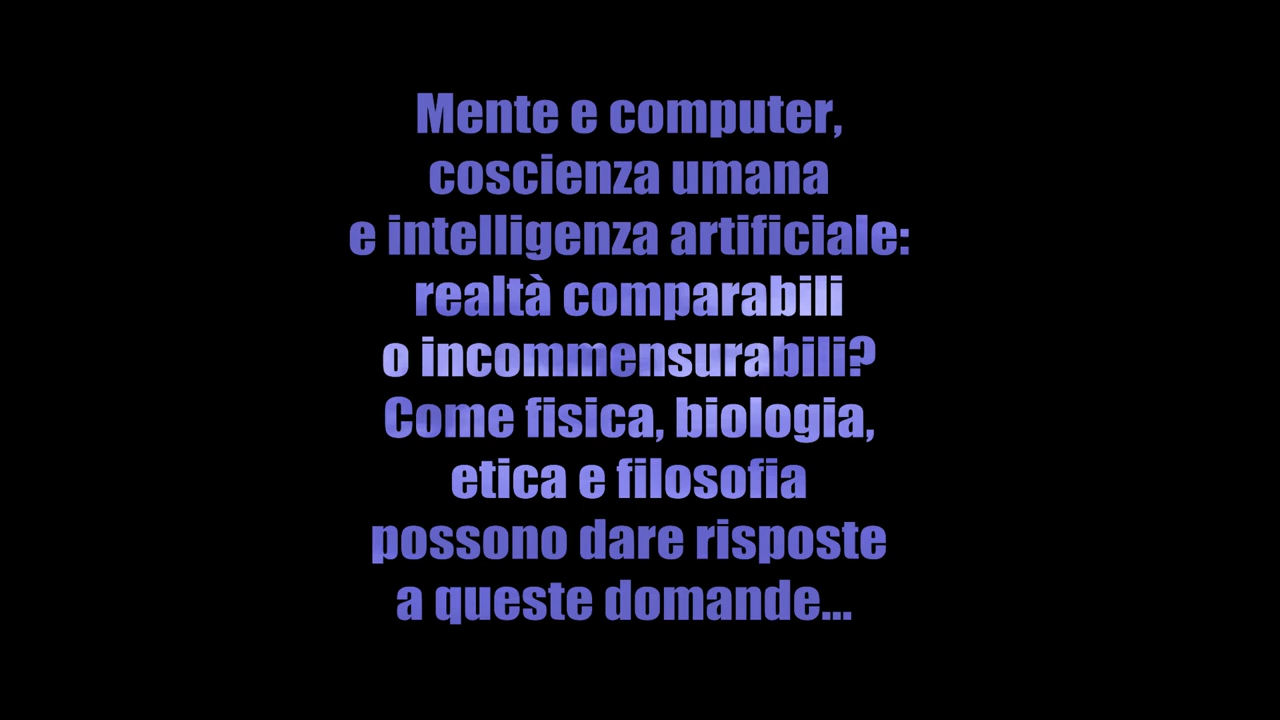 Mente e computer,
coscienza umana
e intelligenza artificiale:
realtà comparabili
o incommensurabili?
Come fisica, biologia,
etica e filosofia
possono dare risposte
a queste domande...